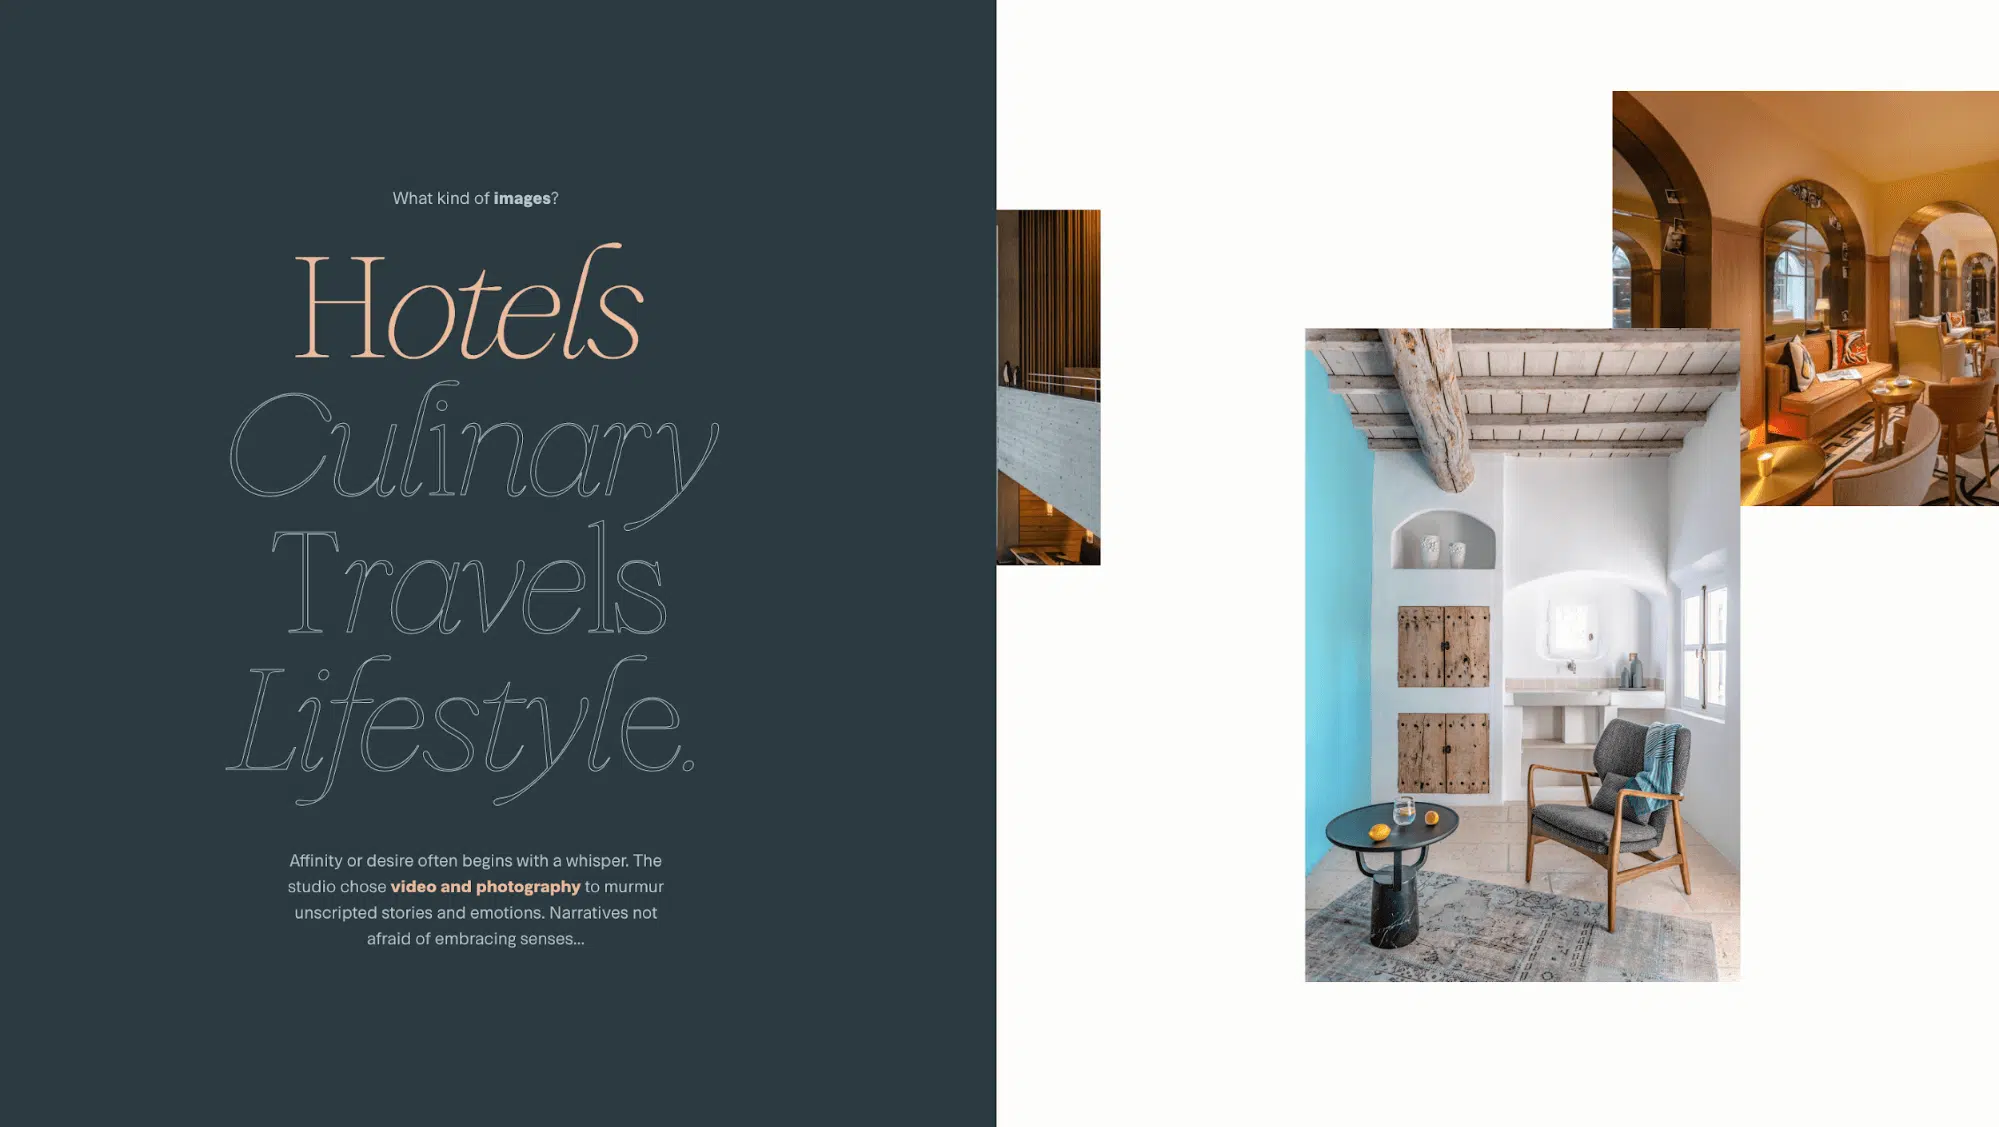 What kind of images?
Hotels
Culinary
Travels
Lifestyle.
Affinity or desire often begins with a whisper. The
studio chose video and photography to murmur
unscripted stories and emotions. Narratives not
afraid of embracing senses...